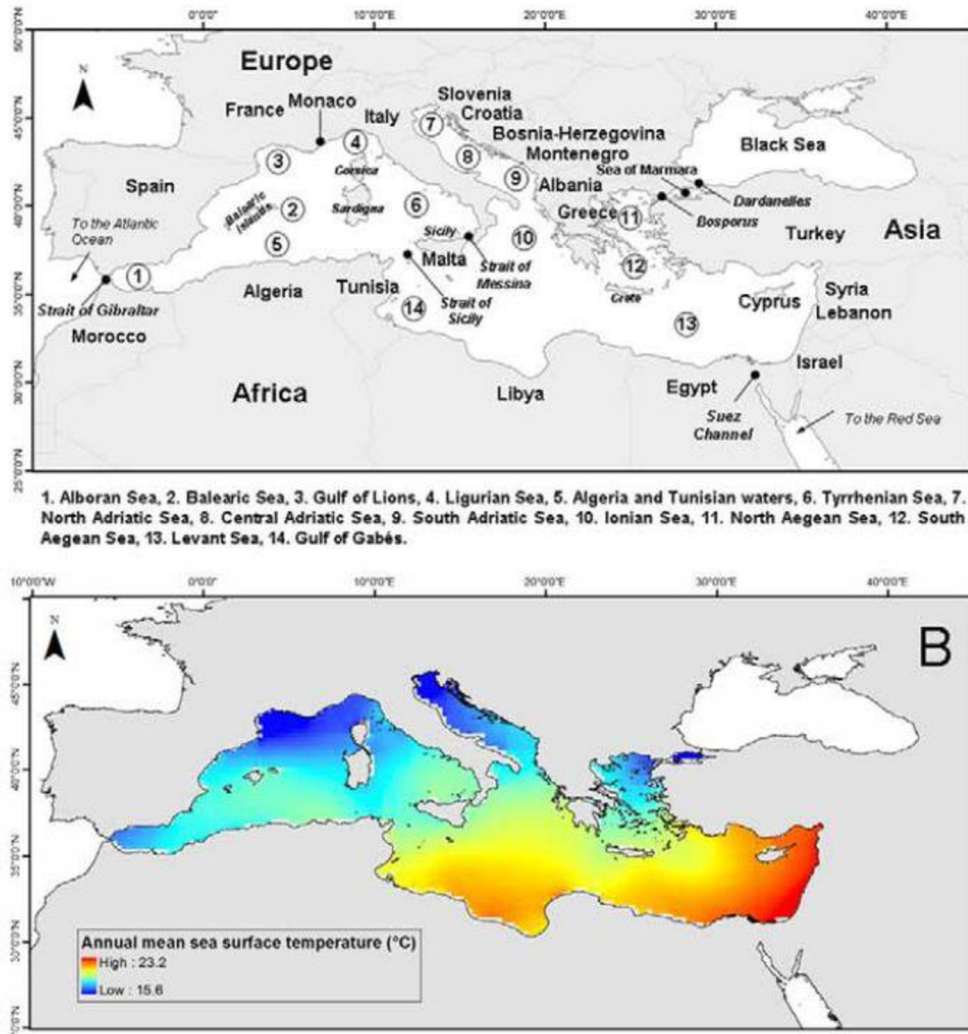 0°0'0" 10°0'0"E 20°0'0"E 30°0'0"E 40°0'0"E
50°0'0"N
45°0'0"N
40°0'0"N
35°0'0"N
30°0'0"N
25°0'0"N
N
Europe
France
Monaco
Italy
Slovenia
Croatia
Bosnia-Herzegovina
Montenegro
Sea of Marmara
Black Sea
Spain
Corsica
Albania
Dardanelles
Bosporus
Balearic
Islands
Sardigna
Greece
Turkey
Asia
To the Atlantic
Ocean
Sicily
Malta
Strait of
Messina
Crete
Cyprus
Syria
Lebanon
Strait of Gibraltar
Algeria
Tunisia
Strait of
Sicily
Morocco
Israel
Africa
Libya
Egypt
Suez
Channel
To the Red Sea
1
2
3
4
5
6
7
8
9
10
11
12
13
14
1. Alboran Sea, 2. Balearic Sea, 3. Gulf of Lions, 4. Ligurian Sea, 5. Algeria and Tunisian waters, 6. Tyrrhenian Sea, 7.
North Adriatic Sea, 8. Central Adriatic Sea, 9. South Adriatic Sea, 10. Ionian Sea, 11. North Aegean Sea, 12. South
Aegean Sea, 13. Levant Sea, 14. Gulf of Gabés.
10°0'0"W 0°0'0" 10°0'0"E 20°0'0"E 30°0'0"E 40°0'0"E
N
B
45°0'0"N
40°0'0"N
35°0'0"N
30°0'0"N
Annual mean sea surface temperature (°C)
High : 23.2
Low : 15.6